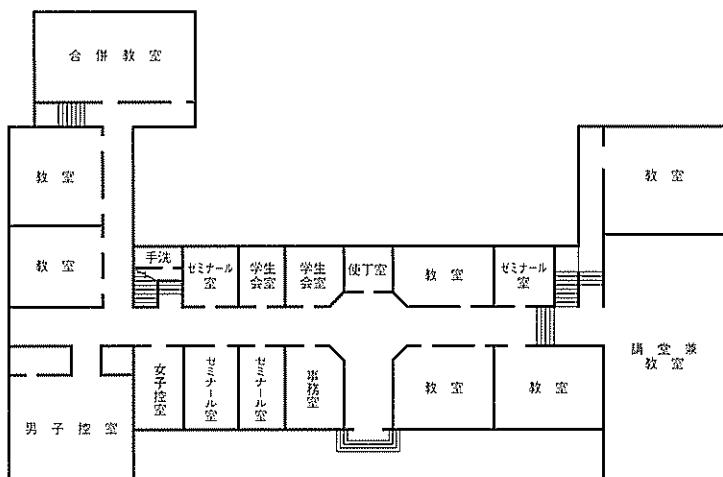 合併教室
教室
教室
教室
手洗
ゼミナール
室
学生
会室
学生
会室
使丁室
教室
ゼミナール
室
講堂兼
教室
女子控室
ゼミナール
室
ゼミナール
室
事務室
教室
教室
男子控室